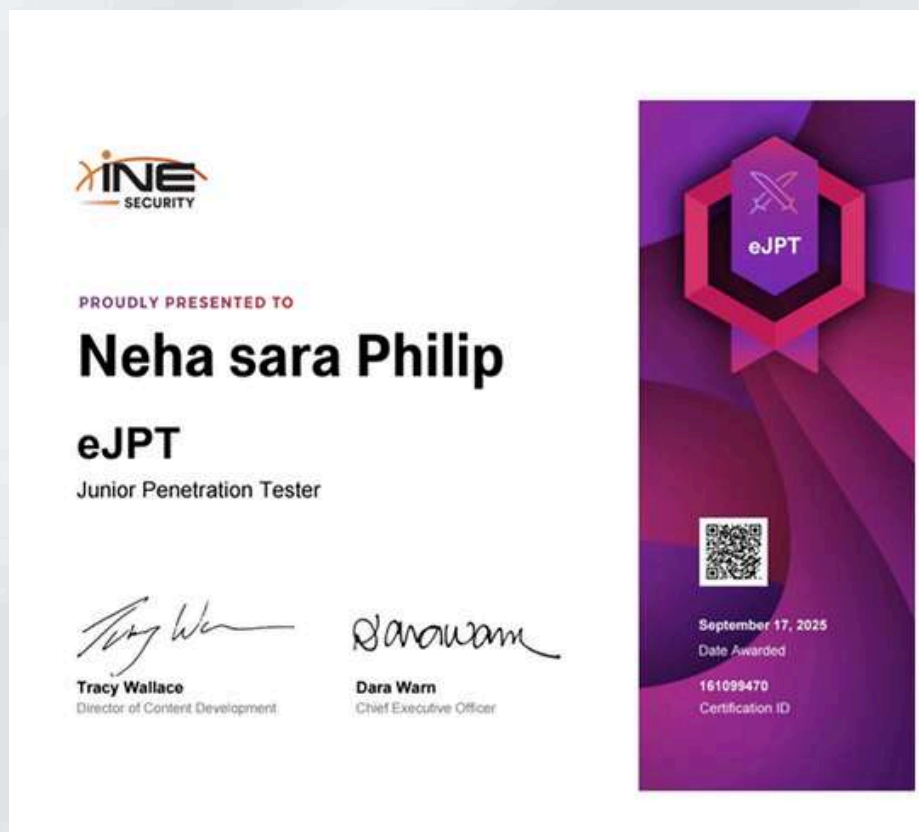 INE
SECURITY
PROUDLY PRESENTED TO
Neha sara Philip
eJPT
Junior Penetration Tester
Tracy Wallace
Director of Content Development
Dara Warn
Chief Executive Officer
eJPT
September 17, 2025
Date Awarded
161099470
Certification ID